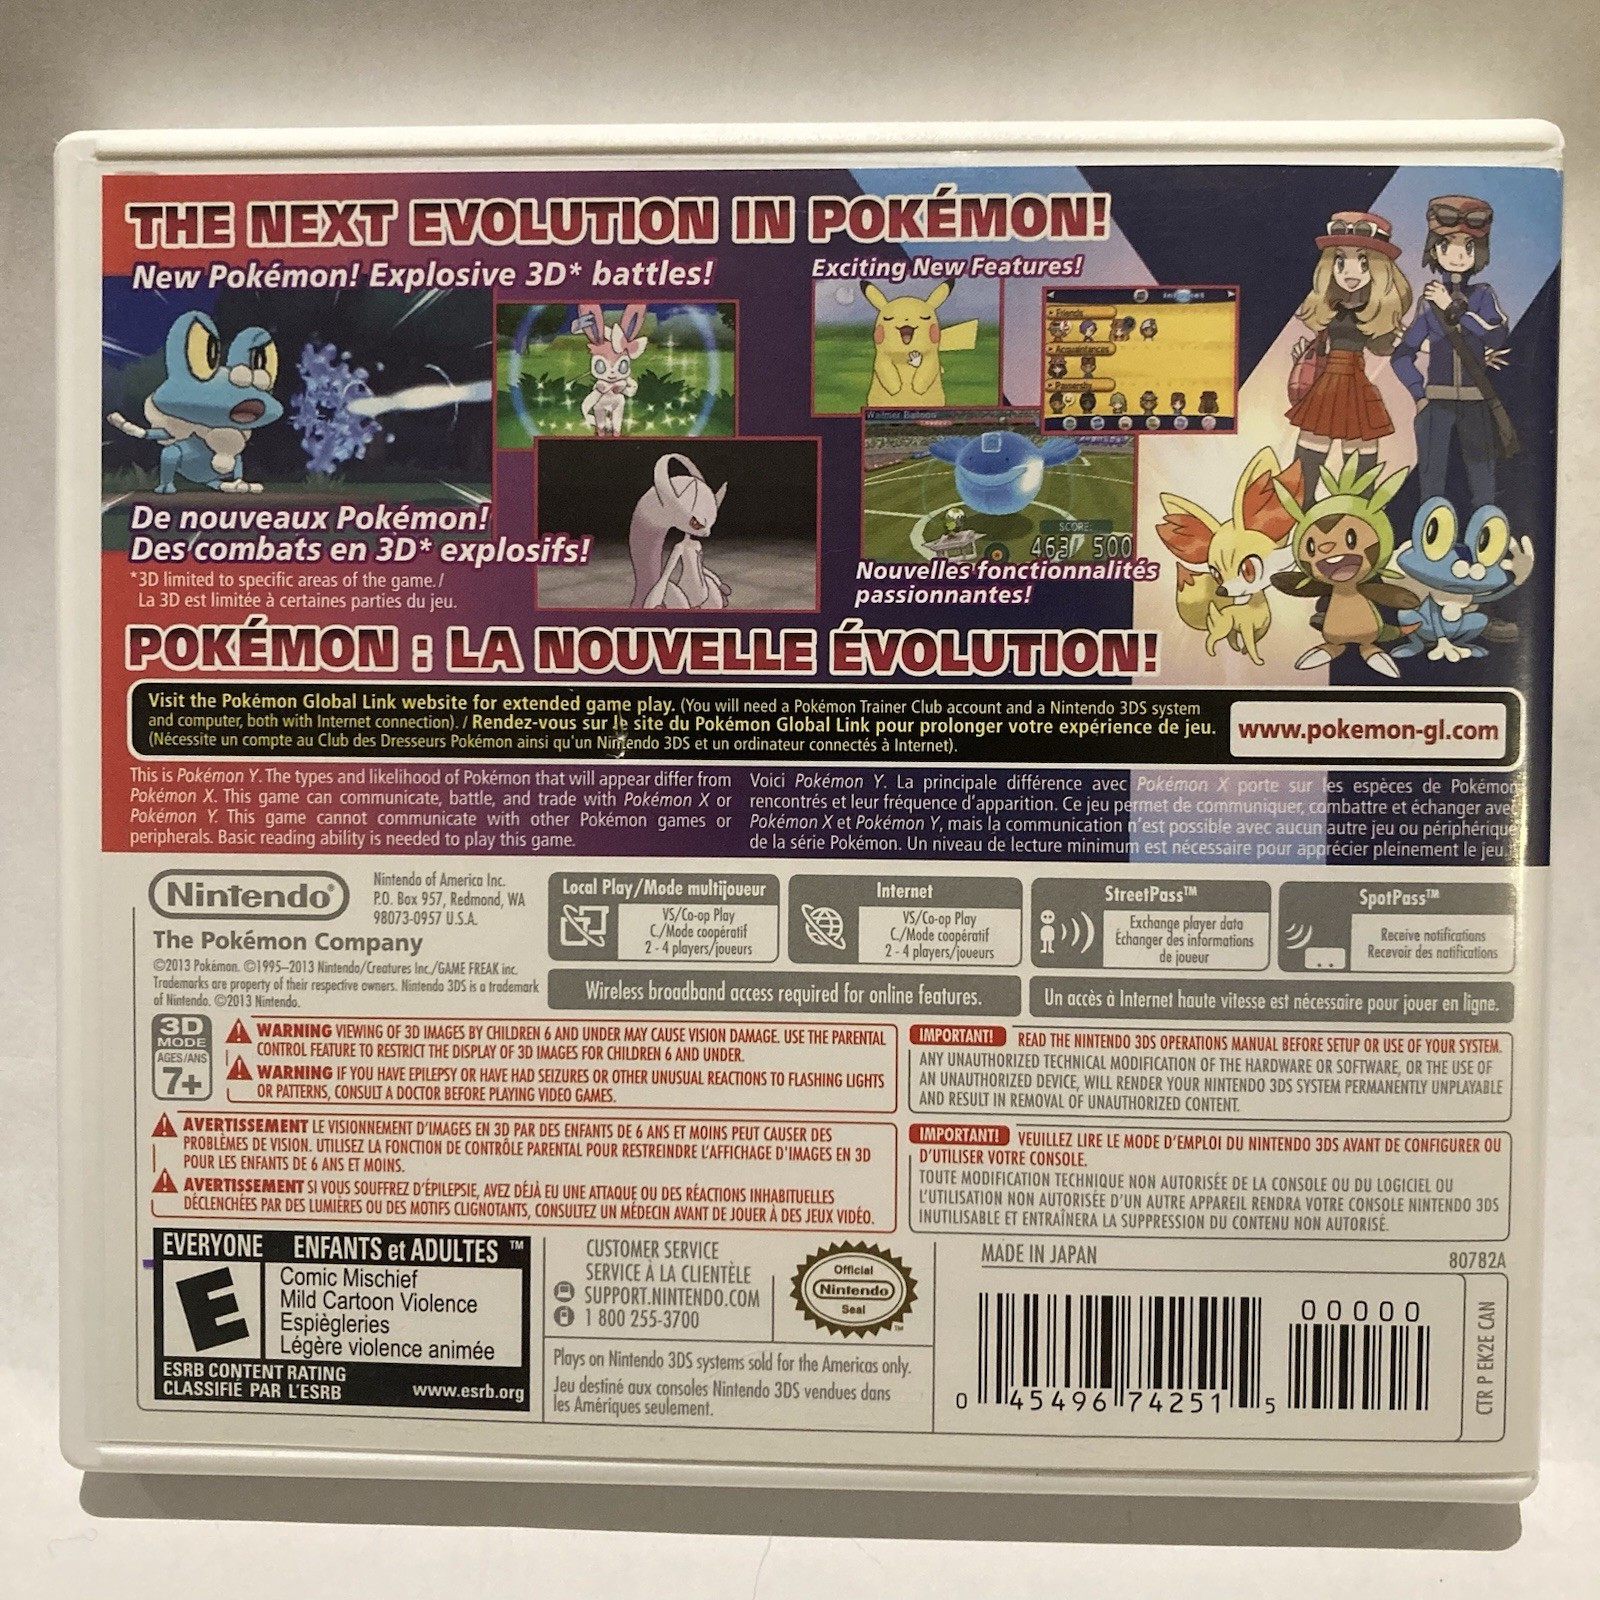 THE NEXT EVOLUTION IN POKÉMON!
New Pokémon! Explosive 3D* battles!
Exciting New Features!
Internet
Friends
Acquaintances
Passersby
Wailmer Balloon
SCORE:
463/ 500
De nouveaux Pokémon!
Des combats en 3D* explosifs!
*3D limited to specific areas of the game./
La 3D est limitée à certaines parties du jeu.
Nouvelles fonctionnalités
passionnantes!
POKÉMON : LA NOUVELLE ÉVOLUTION!
Visit the Pokémon Global Link website for extended game play. (You will need a Pokémon Trainer Club account and a Nintendo 3DS system
and computer, both with Internet connection). / Rendez-vous sur le site du Pokémon Global Link pour prolonger votre expérience de jeu.
(Nécessite un compte au Club des Dresseurs Pokémon ainsi qu'un Nintendo 3DS et un ordinateur connectés à Internet).
www.pokemon-gl.com
This is Pokémon Y. The types and likelihood of Pokémon that will appear differ from
Pokémon X. This game can communicate, battle, and trade with Pokémon X or
Pokémon Y. This game cannot communicate with other Pokémon games or
peripherals. Basic reading ability is needed to play this game.
Voici Pokémon Y. La principale différence avec Pokémon X porte sur les espèces de Pokémon
rencontrés et leur fréquence d'apparition. Ce jeu permet de communiquer, combattre et échanger avec
Pokémon X et Pokémon Y, mais la communication n'est possible avec aucun autre jeu ou périphérique
de la série Pokémon. Un niveau de lecture minimum est nécessaire pour apprécier pleinement le jeu.
Nintendo®
Nintendo of America Inc.
P.O. Box 957, Redmond, WA
98073-0957 U.S.A.
The Pokémon Company
©2013 Pokémon. ©1995–2013 Nintendo/Creatures Inc./GAME FREAK inc.
Trademarks are property of their respective owners. Nintendo 3DS is a trademark
of Nintendo. ©2013 Nintendo.
Local Play/Mode multijoueur
VS/Co-op Play
C./Mode coopératif
2 - 4 players/joueurs
Internet
VS/Co-op Play
C./Mode coopératif
2 - 4 players/joueurs
StreetPass™
Exchange player data
Échanger des informations
de joueur
SpotPass™
Receive notifications
Recevoir des notifications
Wireless broadband access required for online features.
Un accès à Internet haute vitesse est nécessaire pour jouer en ligne.
3D
MODE
AGES/ANS
7+
WARNING VIEWING OF 3D IMAGES BY CHILDREN 6 AND UNDER MAY CAUSE VISION DAMAGE. USE THE PARENTAL
CONTROL FEATURE TO RESTRICT THE DISPLAY OF 3D IMAGES FOR CHILDREN 6 AND UNDER.
WARNING IF YOU HAVE EPILEPSY OR HAVE HAD SEIZURES OR OTHER UNUSUAL REACTIONS TO FLASHING LIGHTS
OR PATTERNS, CONSULT A DOCTOR BEFORE PLAYING VIDEO GAMES.
AVERTISSEMENT LE VISIONNEMENT D'IMAGES EN 3D PAR DES ENFANTS DE 6 ANS ET MOINS PEUT CAUSER DES
PROBLÈMES DE VISION. UTILISEZ LA FONCTION DE CONTRÔLE PARENTAL POUR RESTREINDRE L'AFFICHAGE D'IMAGES EN 3D
POUR LES ENFANTS DE 6 ANS ET MOINS.
AVERTISSEMENT SI VOUS SOUFFREZ D'ÉPILEPSIE, AVEZ DÉJÀ EU UNE ATTAQUE OU DES RÉACTIONS INHABITUELLES
DÉCLENCHÉES PAR DES LUMIÈRES OU DES MOTIFS CLIGNOTANTS, CONSULTEZ UN MÉDECIN AVANT DE JOUER À DES JEUX VIDÉO.
IMPORTANT! READ THE NINTENDO 3DS OPERATIONS MANUAL BEFORE SETUP OR USE OF YOUR SYSTEM.
ANY UNAUTHORIZED TECHNICAL MODIFICATION OF THE HARDWARE OR SOFTWARE, OR THE USE OF
AN UNAUTHORIZED DEVICE, WILL RENDER YOUR NINTENDO 3DS SYSTEM PERMANENTLY UNPLAYABLE
AND RESULT IN REMOVAL OF UNAUTHORIZED CONTENT.
IMPORTANT! VEUILLEZ LIRE LE MODE D'EMPLOI DU NINTENDO 3DS AVANT DE CONFIGURER OU
D'UTILISER VOTRE CONSOLE.
TOUTE MODIFICATION TECHNIQUE NON AUTORISÉE DE LA CONSOLE OU DU LOGICIEL OU
L'UTILISATION NON AUTORISÉE D'UN AUTRE APPAREIL RENDRA VOTRE CONSOLE NINTENDO 3DS
INUTILISABLE ET ENTRAÎNERA LA SUPPRESSION DU CONTENU NON AUTORISÉ.
EVERYONE ENFANTS et ADULTES ™
E
Comic Mischief
Mild Cartoon Violence
Espiègleries
Légère violence animée
ESRB CONTENT RATING
CLASSIFIÉ PAR L'ESRB
www.esrb.org
CUSTOMER SERVICE
SERVICE À LA CLIENTÈLE
SUPPORT.NINTENDO.COM
1 800 255-3700
Official
Nintendo
Seal
™
Plays on Nintendo 3DS systems sold for the Americas only.
Jeu destiné aux consoles Nintendo 3DS vendues dans
les Amériques seulement.
MADE IN JAPAN
80782A
00000
0 45496 74251 5
CTR P EK2E CAN